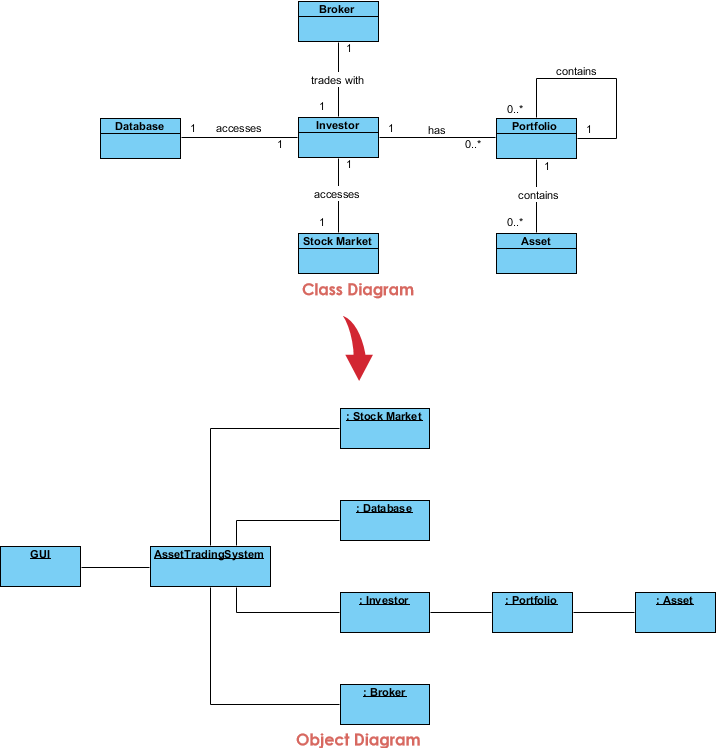 Broker
1
trades with
1
Database
1
accesses
1
Investor
1
has
0..*
Portfolio
contains
0..*
1
1
accesses
1
Stock Market
1
contains
0..*
Asset
Class Diagram
: Stock Market
: Database
GUI
AssetTradingSystem
: Investor
: Portfolio
: Asset
: Broker
Object Diagram